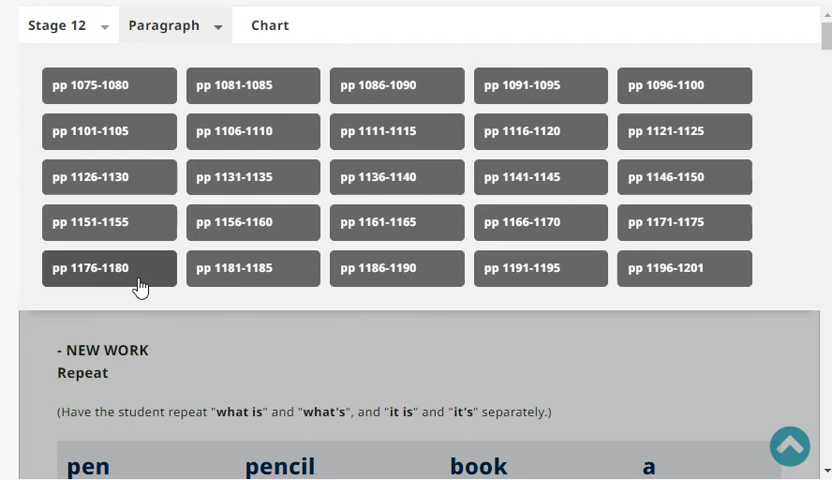 Stage 12 Paragraph Chart
pp 1075-1080 pp 1081-1085 pp 1086-1090 pp 1091-1095 pp 1096-1100
pp 1101-1105 pp 1106-1110 pp 1111-1115 pp 1116-1120 pp 1121-1125
pp 1126-1130 pp 1131-1135 pp 1136-1140 pp 1141-1145 pp 1146-1150
pp 1151-1155 pp 1156-1160 pp 1161-1165 pp 1166-1170 pp 1171-1175
pp 1176-1180 pp 1181-1185 pp 1186-1190 pp 1191-1195 pp 1196-1201
- NEW WORK
Repeat
(Have the student repeat "what is" and "what's", and "it is" and "it's" separately.)
pen pencil book a